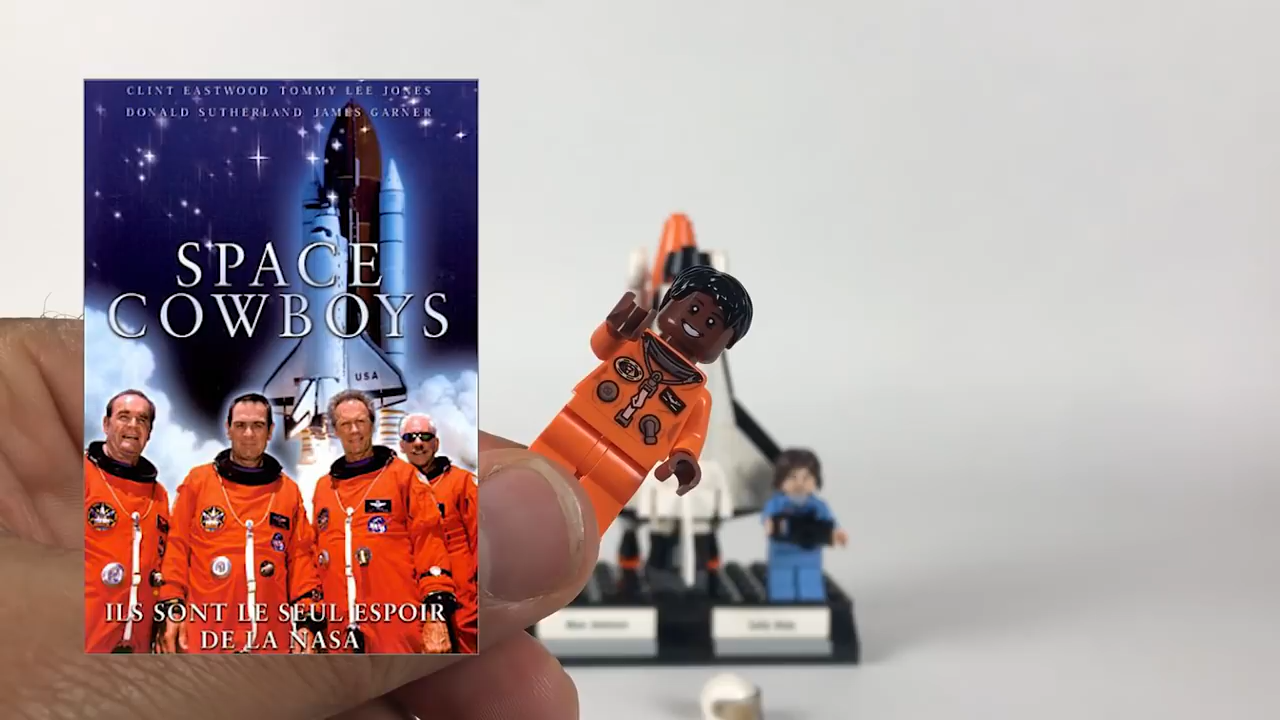 CLINT EASTWOOD TOMMY LEE JONES
DONALD SUTHERLAND JAMES GARNER
SPACE
COWBOYS
USA
ILS SONT LE SEUL ESPOIR
DE LA NASA